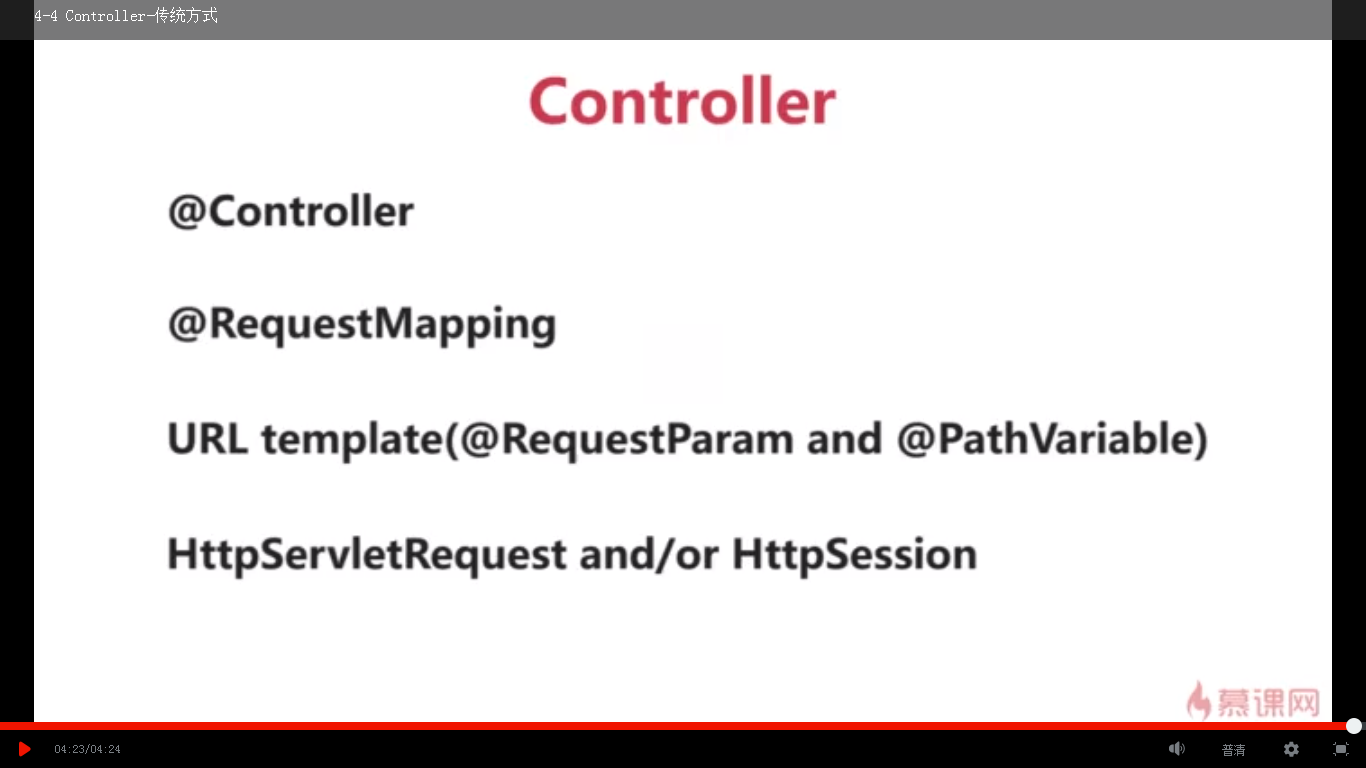 4-4 Controller-传统方式
Controller
@Controller
@RequestMapping
URL template(@RequestParam and @PathVariable)
HttpServletRequest and/or HttpSession
慕课网
04:23/04:24
普清